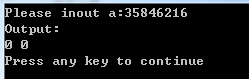 Please inout a:35846216
Output:
0 0
Press any key to continue